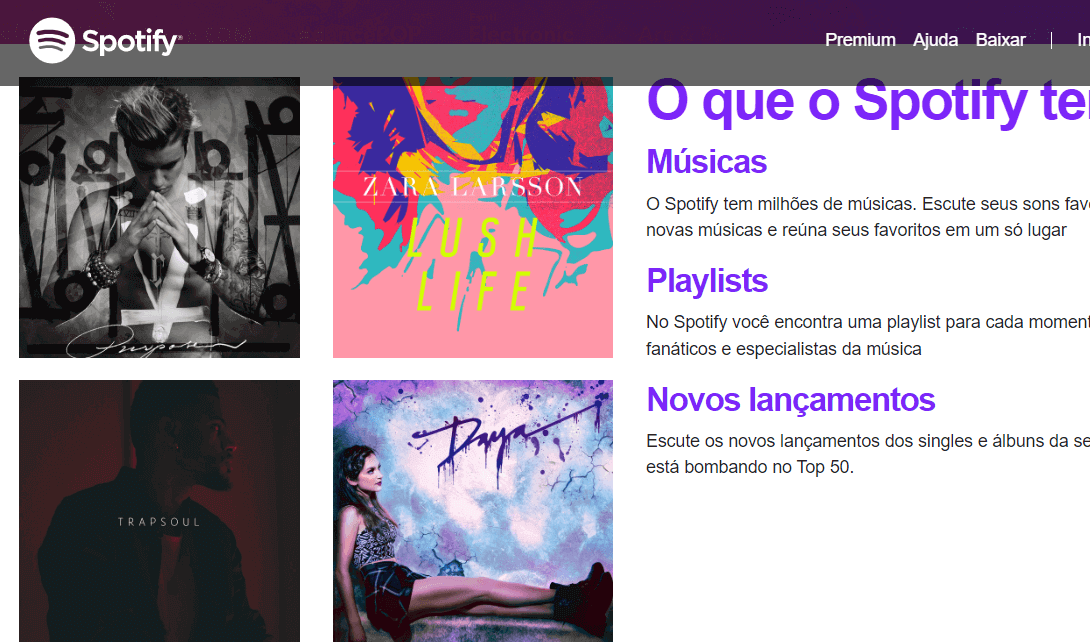 Spotify®
Premium Ajuda Baixar | In
O que o Spotify te
Músicas
O Spotify tem milhões de músicas. Escute seus sons favo
novas músicas e reúna seus favoritos em um só lugar
Playlists
No Spotify você encontra uma playlist para cada moment
fanáticos e especialistas da música
Novos lançamentos
Escute os novos lançamentos dos singles e álbuns da se
está bombando no Top 50.
Purpose
ZARA LARSSON
LUSH
LIFE
TRAPSOUL
Daya